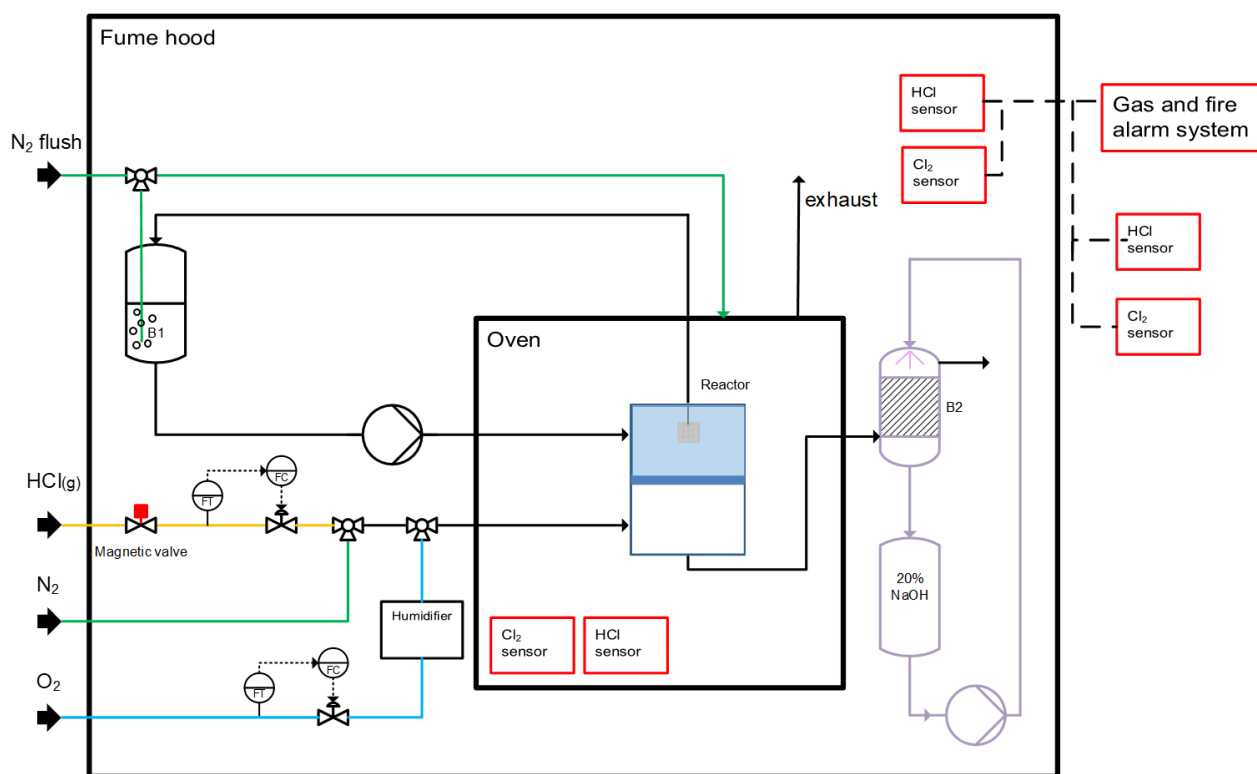 Fume hood
HCl
sensor
Gas and fire
alarm system
N₂ flush
Cl₂
sensor
exhaust
HCl
sensor
B1
Cl₂
sensor
Oven
Reactor
B2
HCl(g)
FC
FT
Magnetic valve
N₂
20%
NaOH
Humidifier
Cl₂
sensor
HCl
sensor
O₂
FC
FT